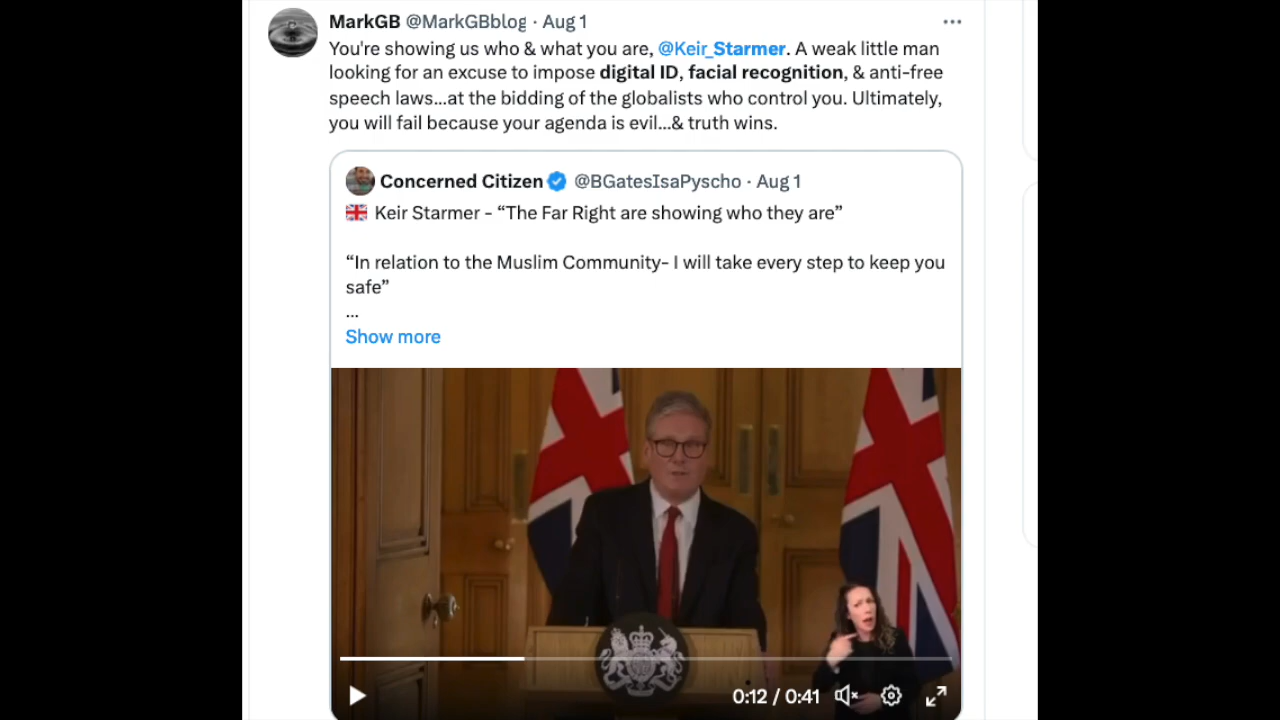 MarkGB @MarkGBblog · Aug 1 ···
You're showing us who & what you are, @Keir_Starmer. A weak little man
looking for an excuse to impose digital ID, facial recognition, & anti-free
speech laws...at the bidding of the globalists who control you. Ultimately,
you will fail because your agenda is evil...& truth wins.
Concerned Citizen @BGatesIsaPyscho · Aug 1
🇬🇧 Keir Starmer - “The Far Right are showing who they are”
“In relation to the Muslim Community- I will take every step to keep you
safe”
...
Show more
0:12 / 0:41